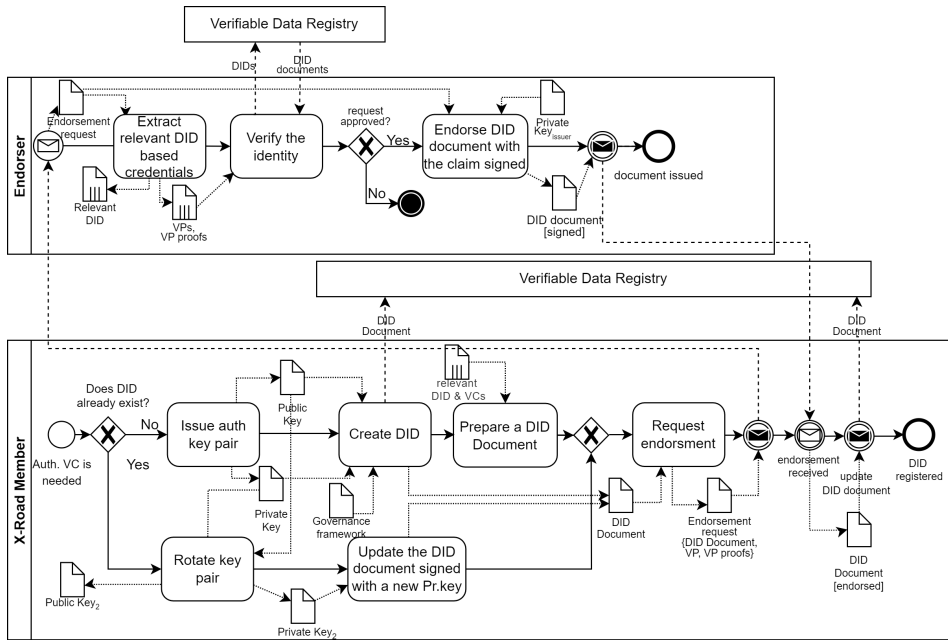 Verifiable Data Registry
DIDs
DID
documents
Endorser
Endorsement
request
Extract
relevant DID
based
credentials
Verify the
identity
request
approved?
Yes
No
Endorse DID
document with
the claim signed
Private
Key issuer
document issued
Relevant
DID
VPs,
VP proofs
DID document
[signed]
Verifiable Data Registry
DID
Document
DID
Document
X-Road Member
Auth. VC is
needed
Does DID
already exist?
No
Yes
Issue auth
key pair
Public
Key
Private
Key
Create DID
Governance
framework
relevant
DID & VCs
Prepare a DID
Document
Request
endorsment
endorsement
received
update
DID document
DID
registered
DID
Document
Endorsement
request
{DID Document,
VP, VP proofs}
DID
Document
[endorsed]
Rotate key
pair
Update the DID
document signed
with a new Pr.key
Public Key2
Private Key2